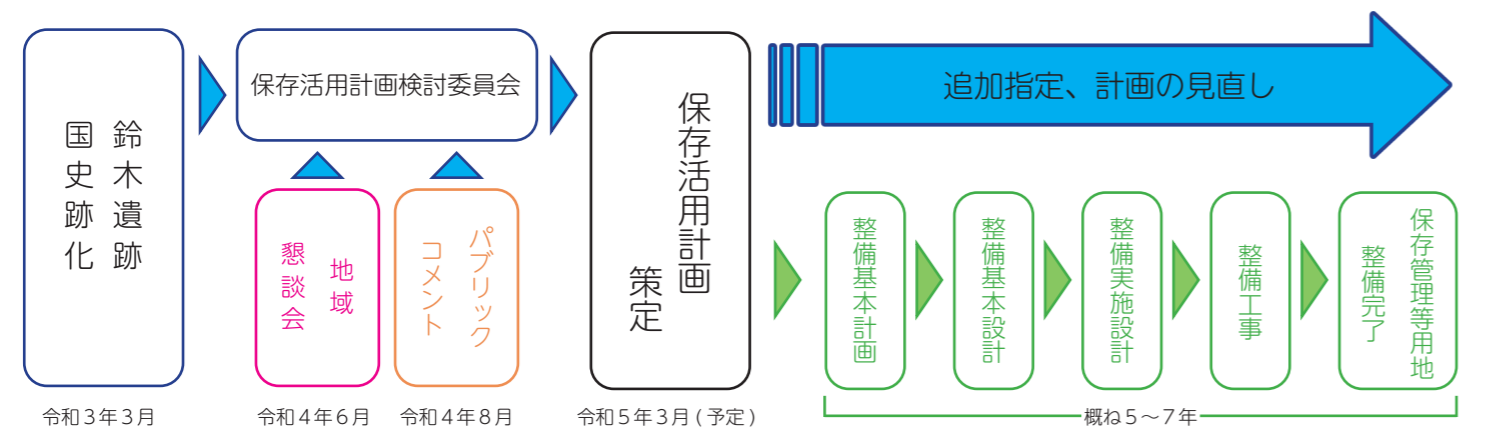 鈴木遺跡
国史跡化
保存活用計画検討委員会
地域
懇談会
パブリック
コメント
保存活用計画
策定
追加指定、計画の見直し
整備基本計画
整備基本設計
整備実施設計
整備工事
保存管理等用地
整備完了
令和3年3月
令和4年6月
令和4年8月
令和5年3月(予定)
概ね5〜7年